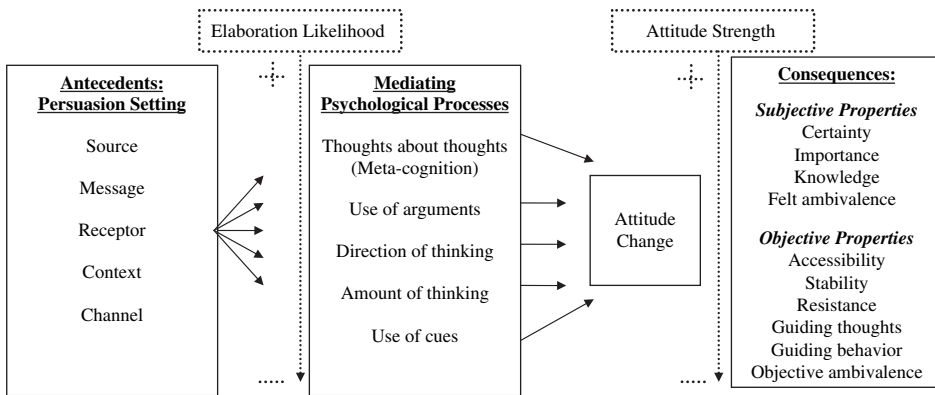 Elaboration Likelihood
Attitude Strength
Antecedents:
Persuasion Setting
Source
Message
Receptor
Context
Channel
Mediating
Psychological Processes
Thoughts about thoughts
(Meta-cognition)
Use of arguments
Direction of thinking
Amount of thinking
Use of cues
Attitude
Change
Consequences:
Subjective Properties
Certainty
Importance
Knowledge
Felt ambivalence
Objective Properties
Accessibility
Stability
Resistance
Guiding thoughts
Guiding behavior
Objective ambivalence